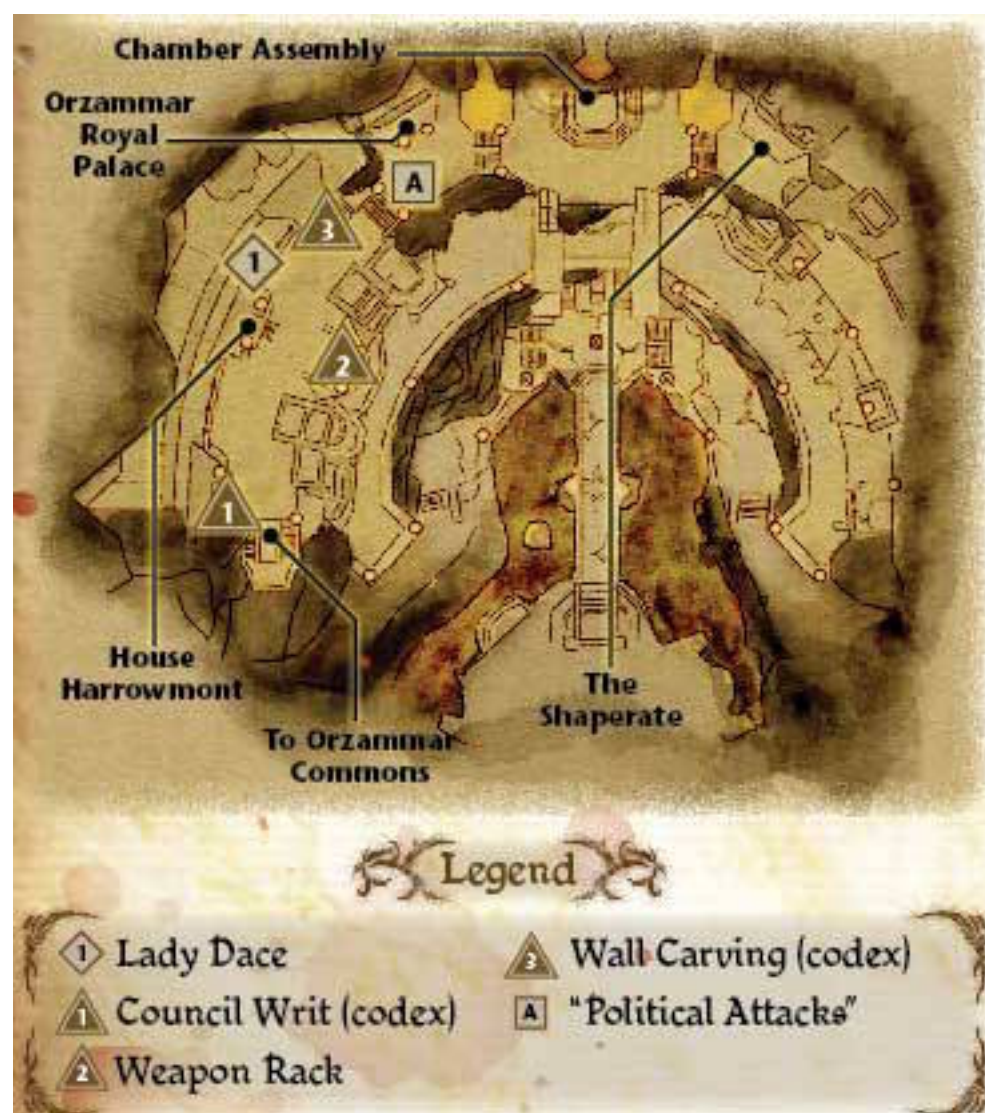 Chamber Assembly
Orzammar
Royal
Palace
A
3
1
2
1
House
Harrowmont
The
Shaperate
To Orzammar
Commons
Legend
1 Lady Dace
1 Council Writ (codex)
2 Weapon Rack
3 Wall Carving (codex)
A "Political Attacks"